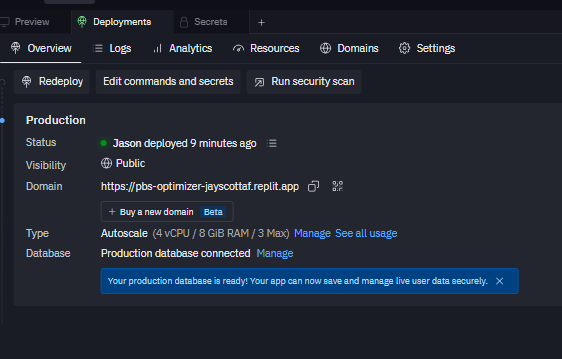 Preview Deployments Secrets +
Overview Logs Analytics Resources Domains Settings
Redeploy Edit commands and secrets Run security scan
Production
Status Jason deployed 9 minutes ago
Visibility Public
Domain https://pbs-optimizer-jayscottaf.replit.app
+ Buy a new domain Beta
Type Autoscale (4 vCPU / 8 GiB RAM / 3 Max) Manage See all usage
Database Production database connected Manage
Your production database is ready! Your app can now save and manage live user data securely.